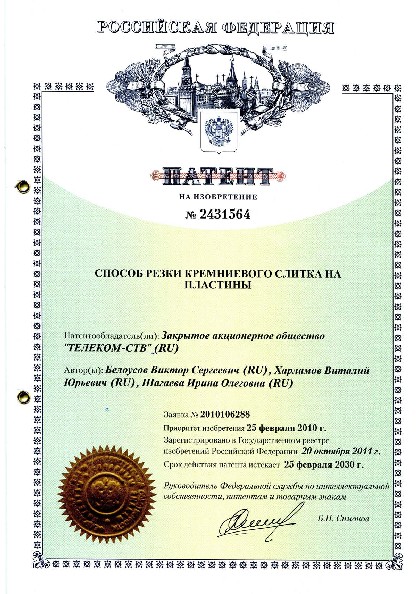 РОССИЙСКАЯ ФЕДЕРАЦИЯ
ПАТЕНТ
НА ИЗОБРЕТЕНИЕ
№ 2431564
СПОСОБ РЕЗКИ КРЕМНИЕВОГО СЛИТКА НА
ПЛАСТИНЫ
Патентообладатель(ли): Закрытое акционерное общество
"ТЕЛЕКОМ-СТВ" (RU)
Автор(ы): Белоусов Виктор Сергеевич (RU), Харламов Виталий
Юрьевич (RU), Шагаева Ирина Олеговна (RU)
Заявка № 2010106288
Приоритет изобретения 25 февраля 2010 г.
Зарегистрировано в Государственном реестре
изобретений Российской Федерации 20 октября 2011 г.
Срок действия патента истекает 25 февраля 2030 г.
Руководитель Федеральной службы по интеллектуальной
собственности, патентам и товарным знакам
Б.П. Симонов